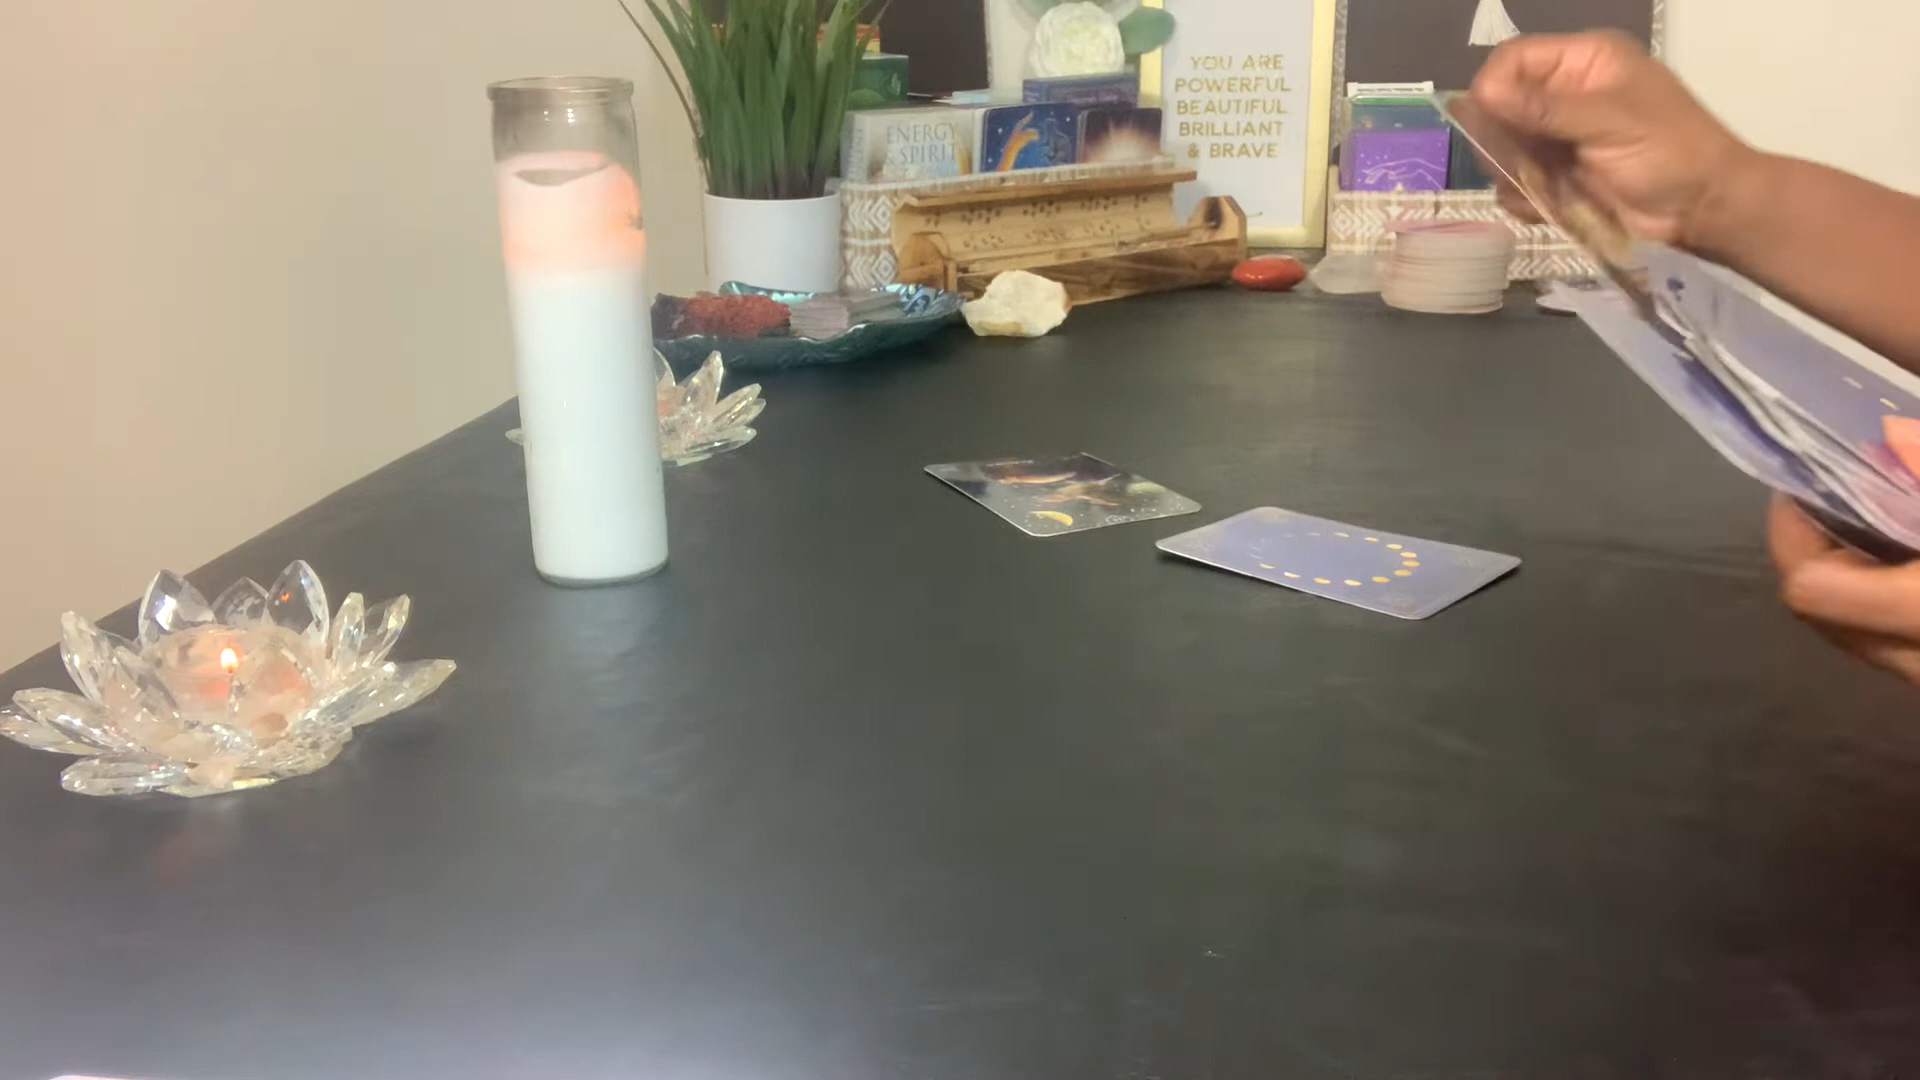 ENERGY
& SPIRIT
YOU ARE
POWERFUL
BEAUTIFUL
BRILLIANT
& BRAVE